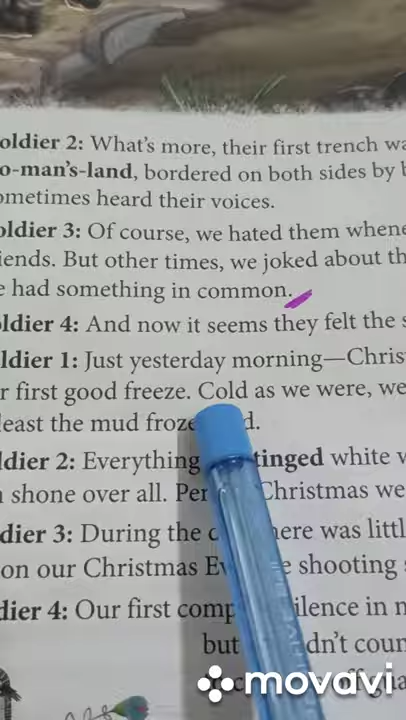 oldier 2: What's more, their first trench wa
o-man's-land, bordered on both sides by b
ometimes heard their voices.
oldier 3: Of course, we hated them whene
iends. But other times, we joked about th
e had something in common.
ldier 4: And now it seems they felt the s
ldier 1: Just yesterday morning—Chris
r first good freeze. Cold as we were, we
least the mud froze d.
ldier 2: Everything tinged white w
n shone over all. Per Christmas we
dier 3: During the here was littl
on our Christmas Ev e shooting
dier 4: Our first comp ilence in n
but dn't coun
movavi